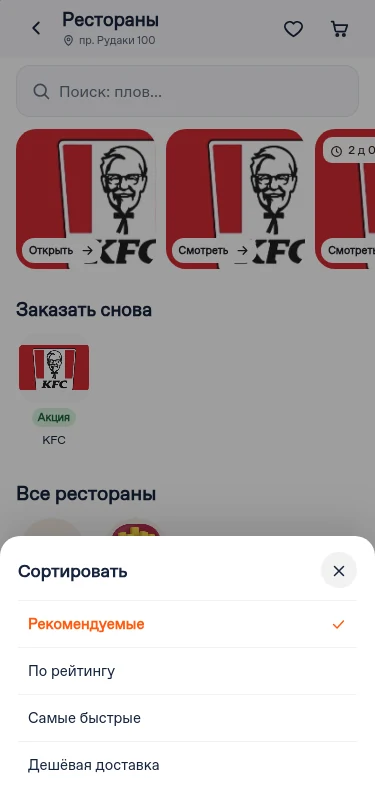 Рестораны
пр. Рудаки 100
Поиск: плов...
2 д 0
Открыть →
KFC
Смотреть →
KFC
Смотреть
Заказать снова
KFC
Акция
KFC
Все рестораны
Сортировать
Рекомендуемые
По рейтингу
Самые быстрые
Дешёвая доставка